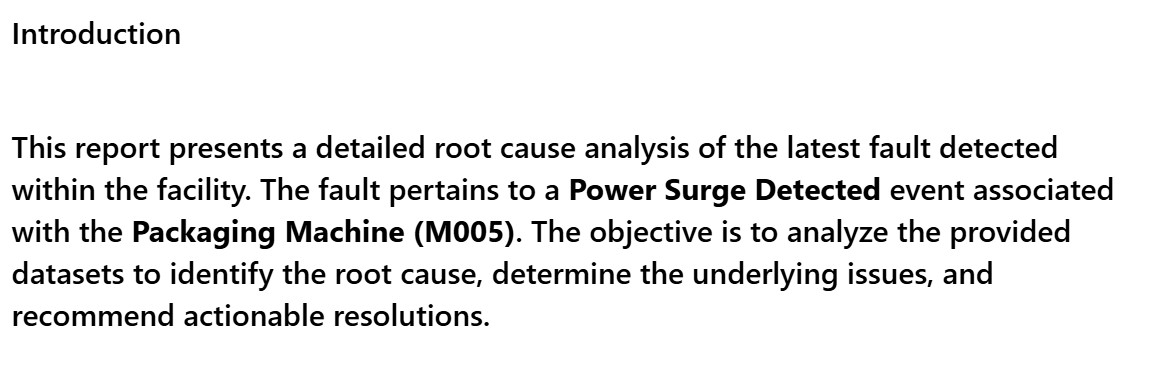 Introduction
This report presents a detailed root cause analysis of the latest fault detected
within the facility. The fault pertains to a Power Surge Detected event associated
with the Packaging Machine (M005). The objective is to analyze the provided
datasets to identify the root cause, determine the underlying issues, and
recommend actionable resolutions.